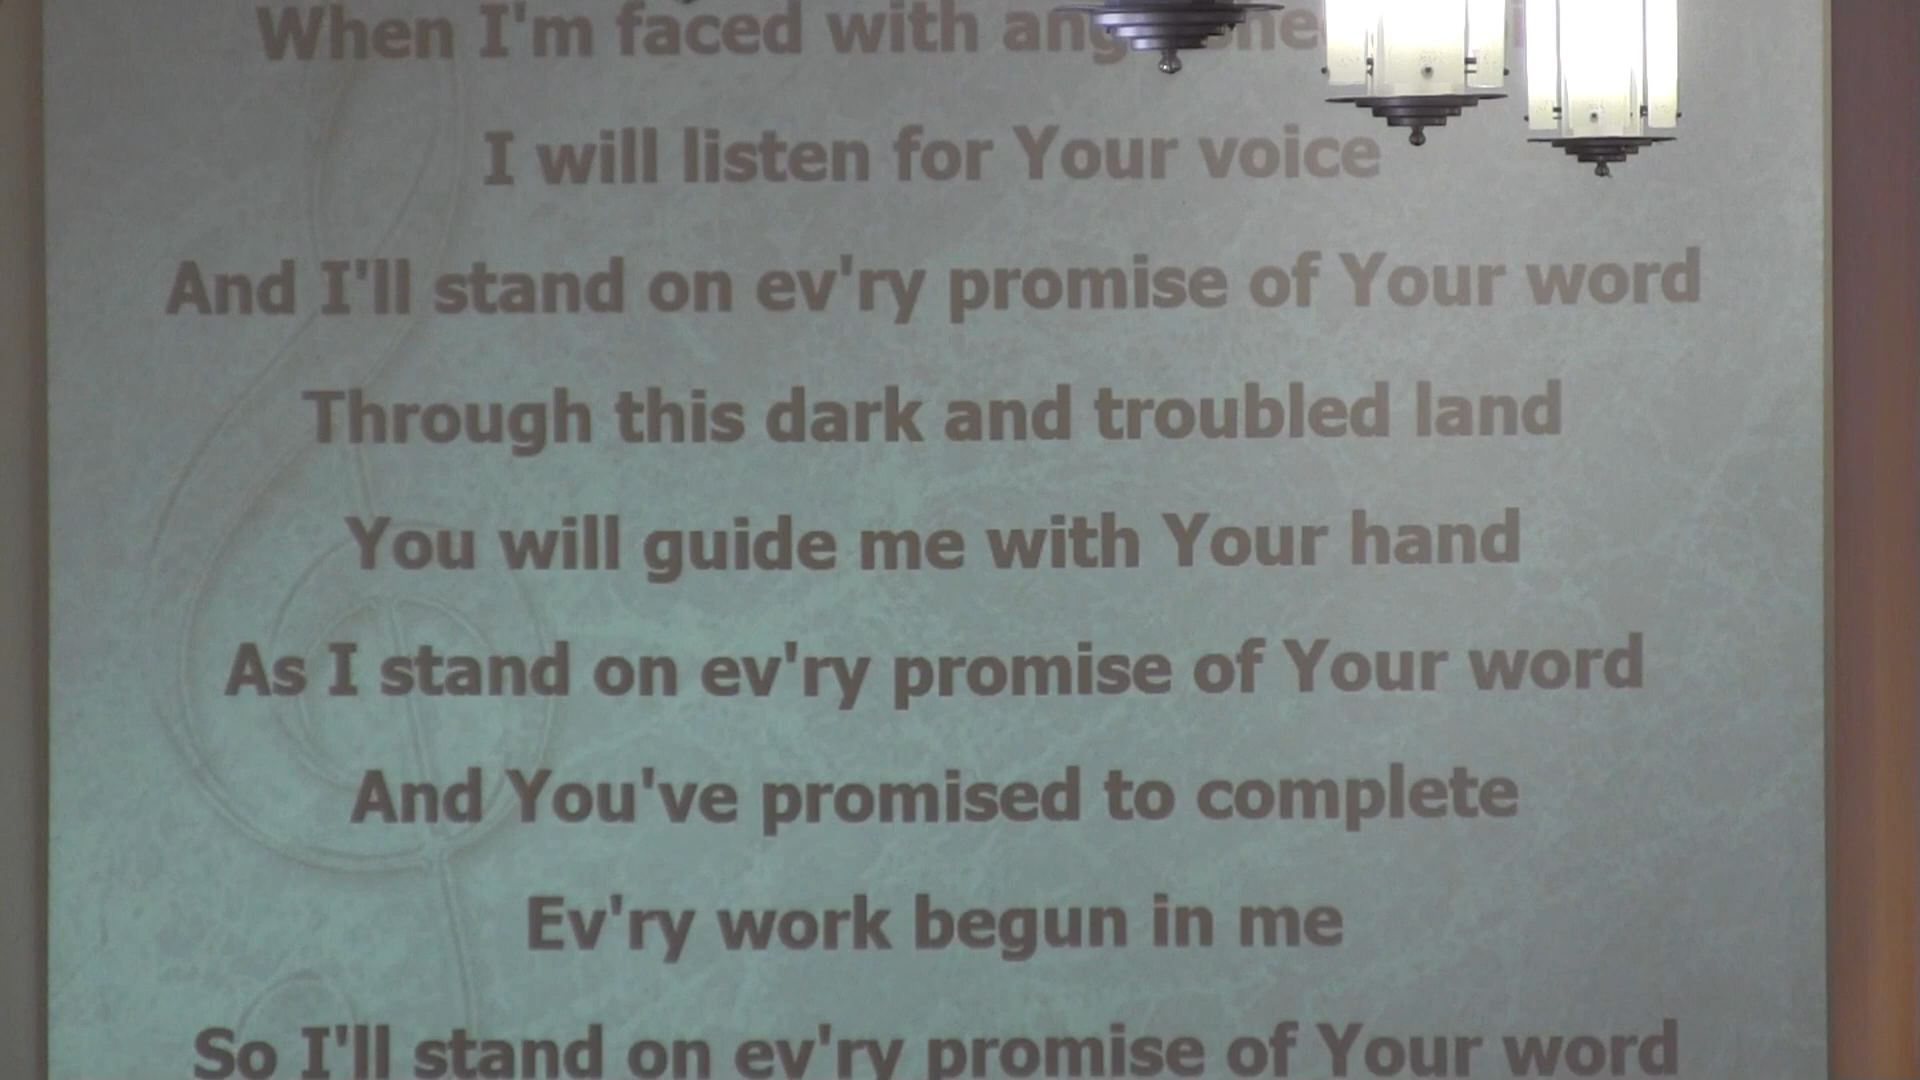 When I'm faced with
I will listen for Your voice
And I'll stand on ev'ry promise of Your word
Through this dark and troubled land
You will guide me with Your hand
As I stand on ev'ry promise of Your word
And You've promised to complete
Ev'ry work begun in me
So I'll stand on ev'ry promise of Your word